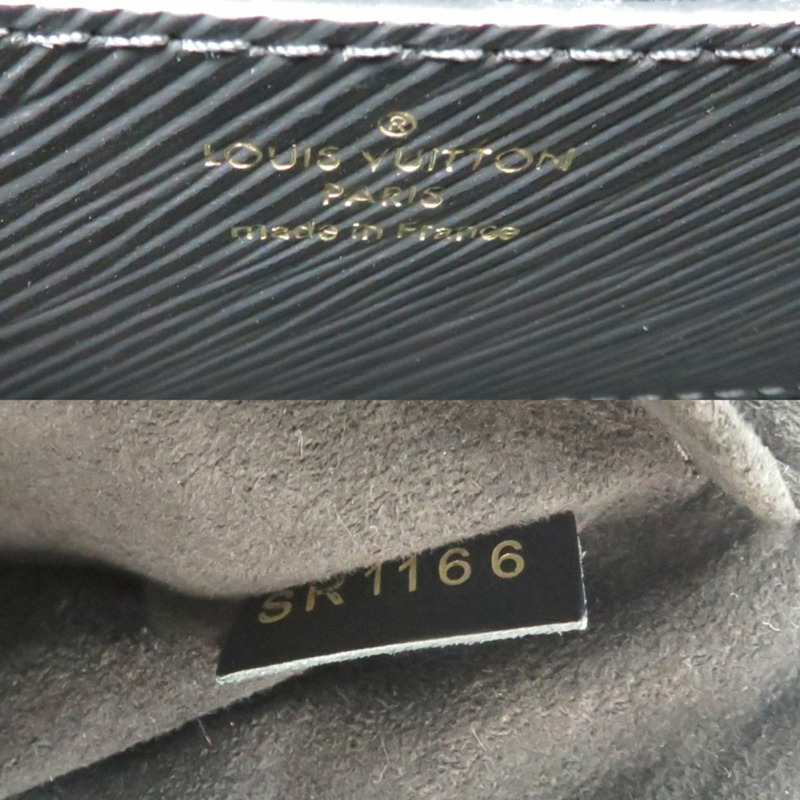 ®
LOUIS VUITTON
PARIS
made in France
SR1166